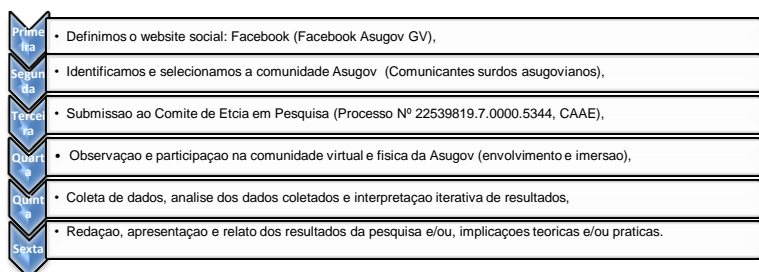 Prime
ira
• Definimos o website social: Facebook (Facebook Asugov GV),
Segun
da
• Identificamos e selecionamos a comunidade Asugov (Comunicantes surdos asugovianos),
Tercei
ra
• Submissao ao Comite de Etcia em Pesquisa (Processo Nº 22539819.7.0000.5344, CAAE),
Quart
a
• Observaçao e participaçao na comunidade virtual e fisica da Asugov (envolvimento e imersao),
Quint
a
• Coleta de dados, analise dos dados coletados e interpretaçao iterativa de resultados,
Sexta
• Redaçao, apresentaçao e relato dos resultados da pesquisa e/ou, implicaçoes teoricas e/ou praticas.